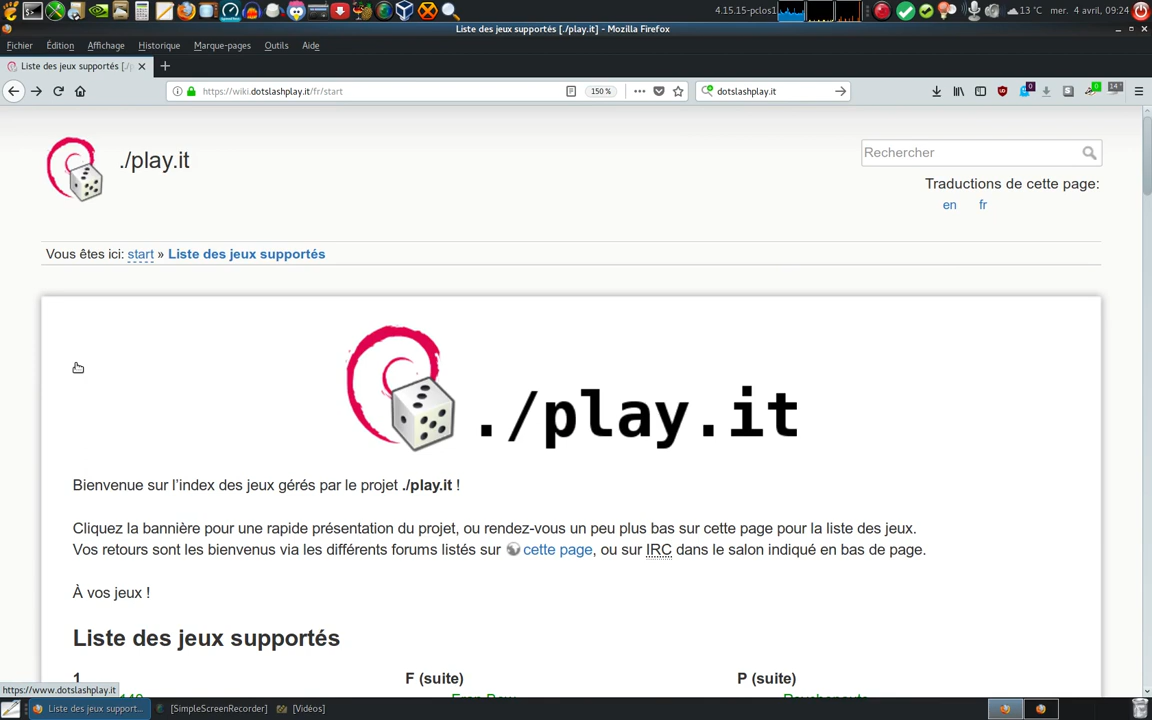 4.15.15-pclos1
13 °C mer. 4 avril, 09:24
Liste des jeux supportés [./play.it] - Mozilla Firefox
Fichier Édition Affichage Historique Marque-pages Outils Aide
Liste des jeux supportés [./
https://wiki.dotslashplay.it/fr/start
150 %
dotslashplay.it
./play.it
Rechercher
Traductions de cette page:
en fr
Vous êtes ici: start » Liste des jeux supportés
./play.it
Bienvenue sur l'index des jeux gérés par le projet ./play.it !
Cliquez la bannière pour une rapide présentation du projet, ou rendez-vous un peu plus bas sur cette page pour la liste des jeux.
Vos retours sont les bienvenus via les différents forums listés sur cette page, ou sur IRC dans le salon indiqué en bas de page.
À vos jeux !
Liste des jeux supportés
1 F (suite) P (suite)
https://www.dotslashplay.it
Liste des jeux support... [SimpleScreenRecorder] [Vidéos]